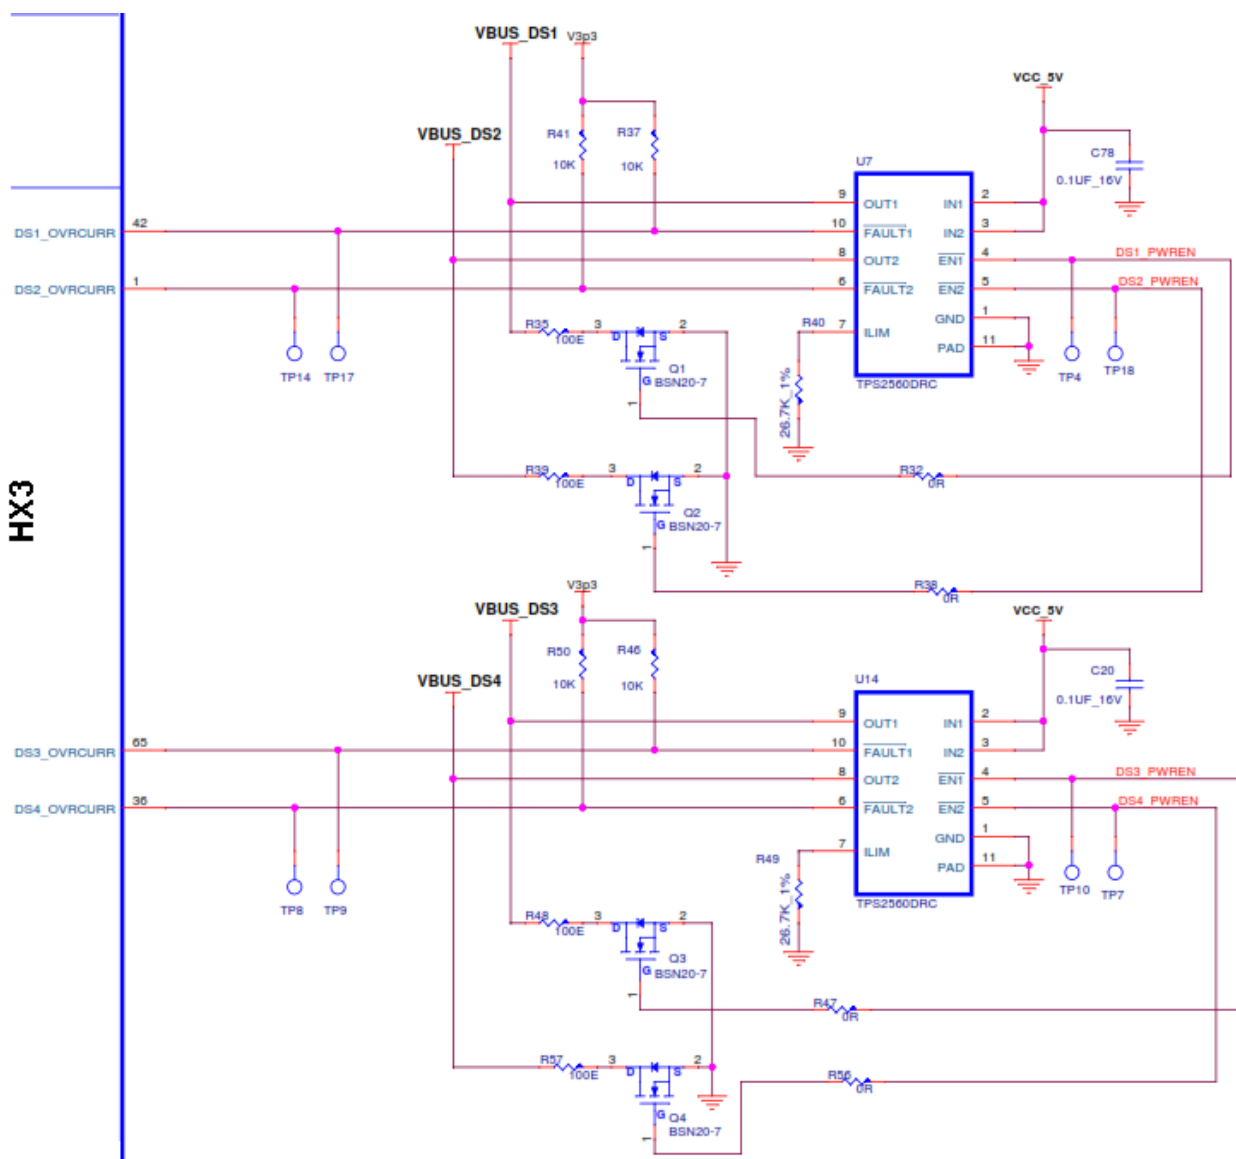 VBUS_DS1
V3p3
VCC_5V
VBUS_DS2
R41
R37
10K
10K
C78
0.1UF_16V
U7
9
OUT1
IN1
2
DS1_OVRCURR
42
10
FAULT1
IN2
3
8
OUT2
EN1
4
DS1_PWREN
DS2_OVRCURR
1
6
FAULT2
EN2
5
DS2_PWREN
GND
1
R35
100E
3
2
D
S
R40
7
ILIM
PAD
11
TP14
TP17
Q1
G
BSN20-7
1
26.7K_1%
TPS2560DRC
TP4
TP18
R39
100E
3
2
D
S
R32
0R
HX3
Q2
G
BSN20-7
1
V3p3
R38
0R
VBUS_DS3
VCC_5V
R50
R46
10K
10K
C20
0.1UF_16V
VBUS_DS4
U14
9
OUT1
IN1
2
DS3_OVRCURR
65
10
FAULT1
IN2
3
8
OUT2
EN1
4
DS3_PWREN
DS4_OVRCURR
36
6
FAULT2
EN2
5
DS4_PWREN
GND
1
R49
7
ILIM
PAD
11
TP8
TP9
26.7K_1%
TPS2560DRC
TP10
TP7
R48
100E
3
2
D
S
Q3
G
BSN20-7
1
R47
0R
R57
100E
3
2
D
S
R56
0R
Q4
G
BSN20-7
1